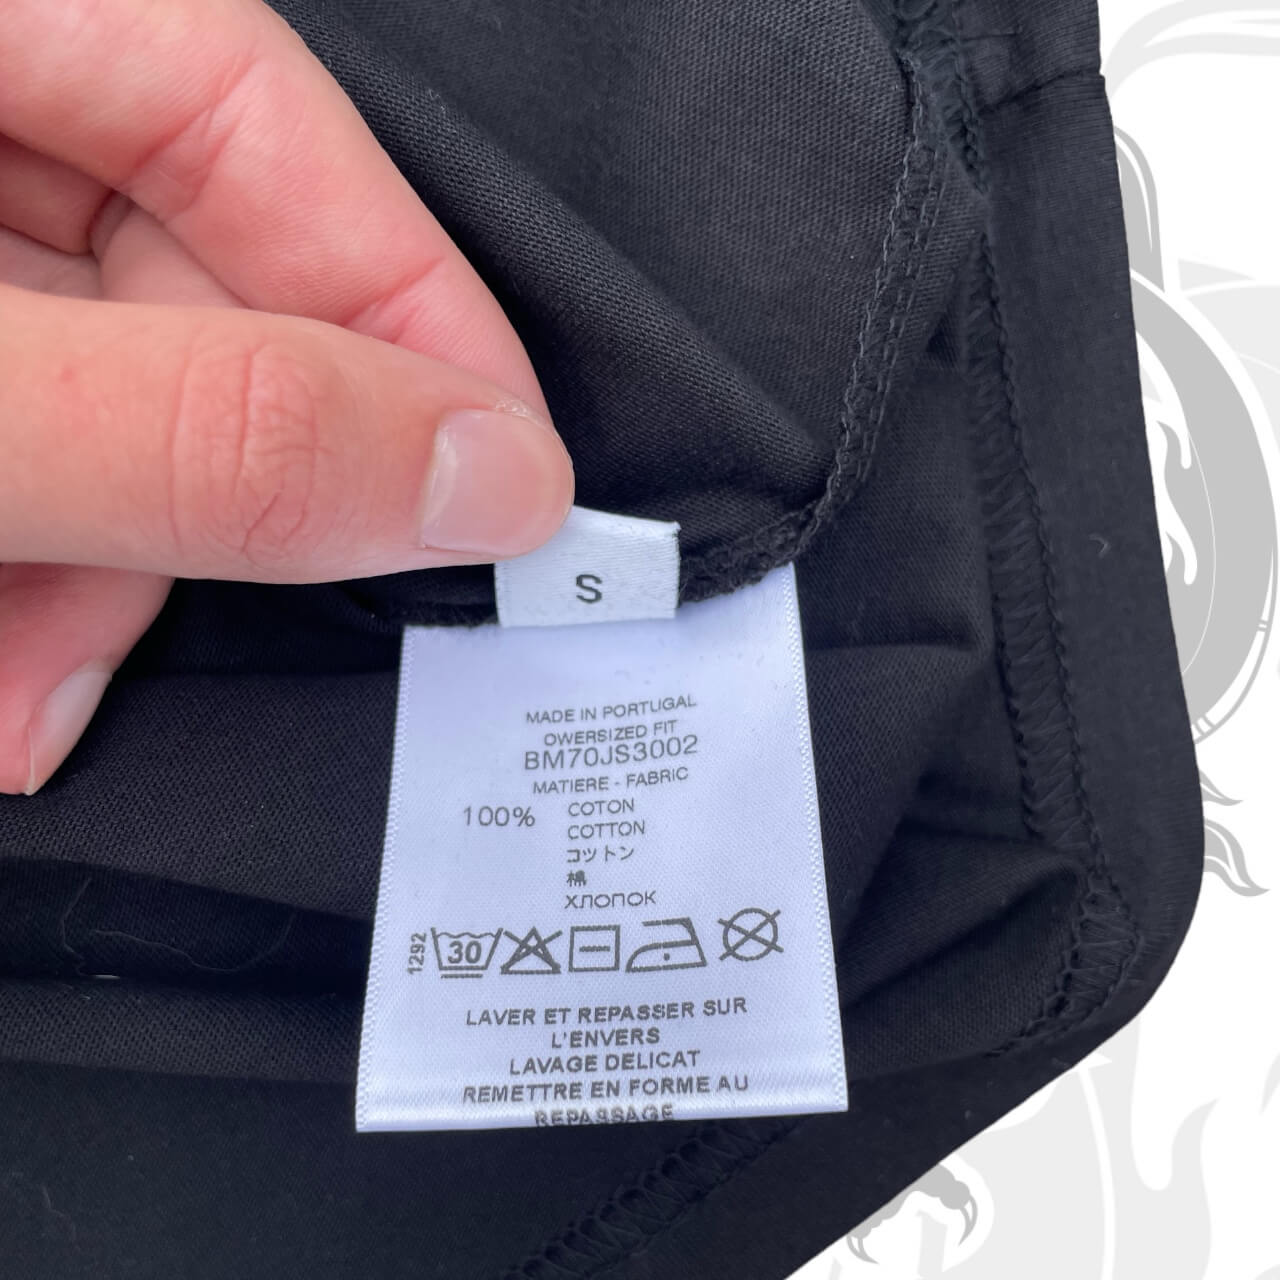 S
MADE IN PORTUGAL
OWERSIZED FIT
BM70JS3002
MATIERE - FABRIC
100% COTON
COTTON
コットン
棉
ХЛОПОК
1292
30
LAVER ET REPASSER SUR
L'ENVERS
LAVAGE DELICAT
REMETTRE EN FORME AU
REPASSAGE